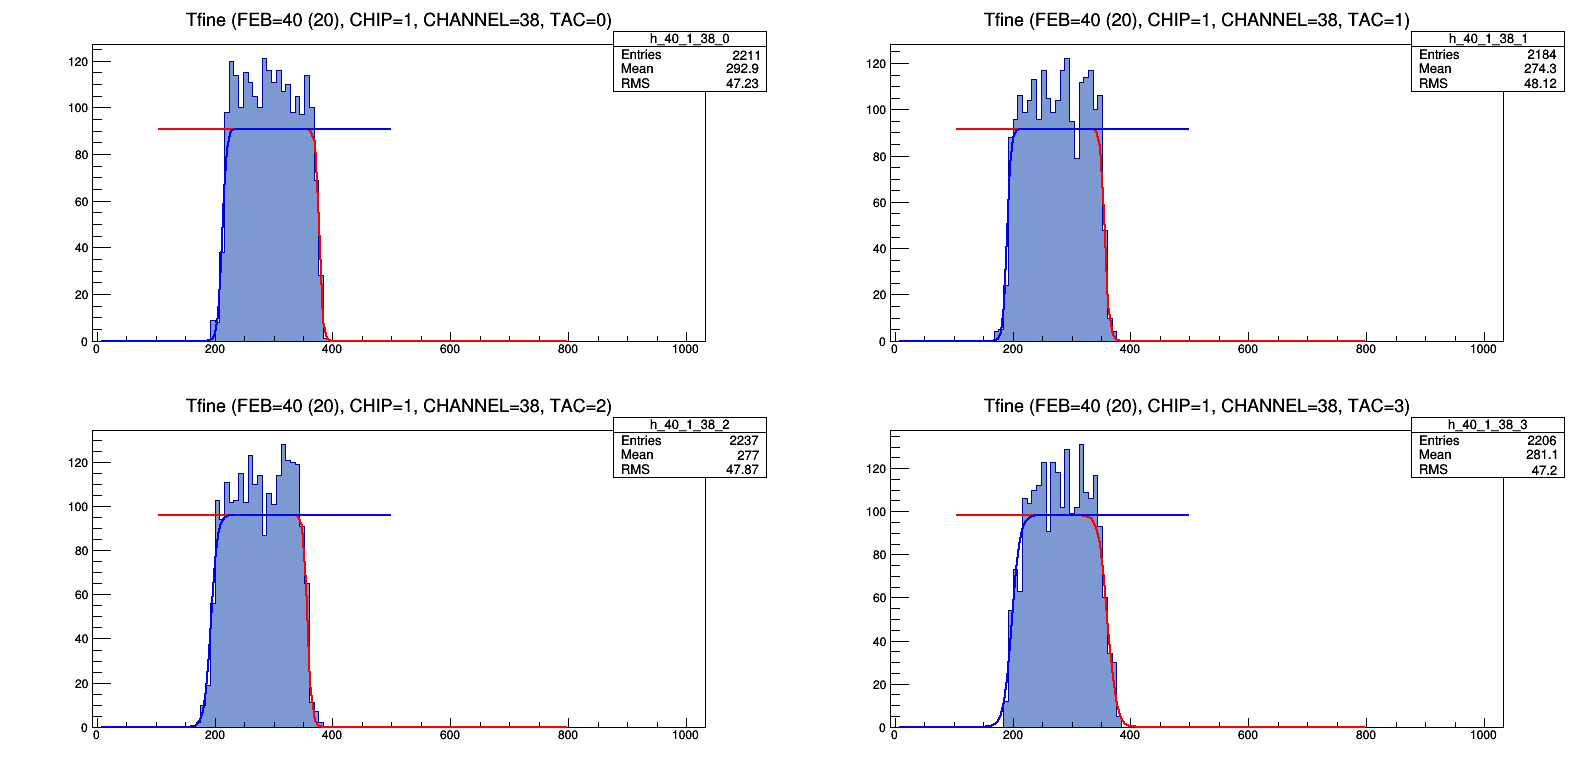 Tfine (FEB=40 (20), CHIP=1, CHANNEL=38, TAC=0)
h_40_1_38_0
Entries 2211
Mean 292.9
RMS 47.23
120
100
80
60
40
20
0
0 200 400 600 800 1000
Tfine (FEB=40 (20), CHIP=1, CHANNEL=38, TAC=1)
h_40_1_38_1
Entries 2184
Mean 274.3
RMS 48.12
120
100
80
60
40
20
0
0 200 400 600 800 1000
Tfine (FEB=40 (20), CHIP=1, CHANNEL=38, TAC=2)
h_40_1_38_2
Entries 2237
Mean 277
RMS 47.87
120
100
80
60
40
20
0
0 200 400 600 800 1000
Tfine (FEB=40 (20), CHIP=1, CHANNEL=38, TAC=3)
h_40_1_38_3
Entries 2206
Mean 281.1
RMS 47.2
120
100
80
60
40
20
0
0 200 400 600 800 1000